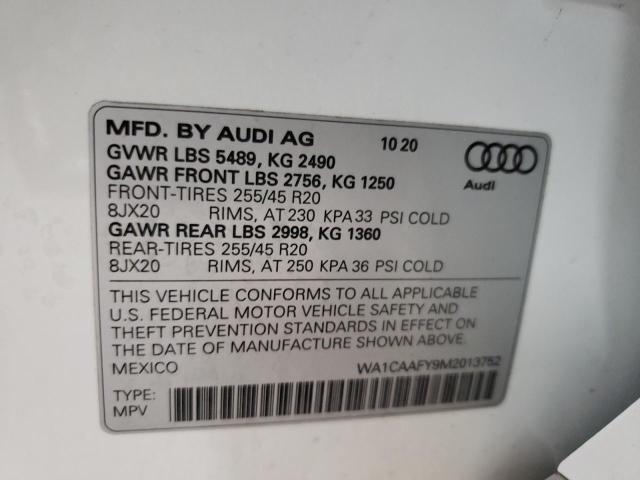 MFD. BY AUDI AG 10 20
GVWR LBS 5489, KG 2490
GAWR FRONT LBS 2756, KG 1250
FRONT-TIRES 255/45 R20
8JX20 RIMS, AT 230 KPA 33 PSI COLD
GAWR REAR LBS 2998, KG 1360
REAR-TIRES 255/45 R20
8JX20 RIMS, AT 250 KPA 36 PSI COLD
Audi
THIS VEHICLE CONFORMS TO ALL APPLICABLE
U.S. FEDERAL MOTOR VEHICLE SAFETY AND
THEFT PREVENTION STANDARDS IN EFFECT ON
THE DATE OF MANUFACTURE SHOWN ABOVE.
MEXICO WA1CAAFY9M2013752
TYPE:
MPV